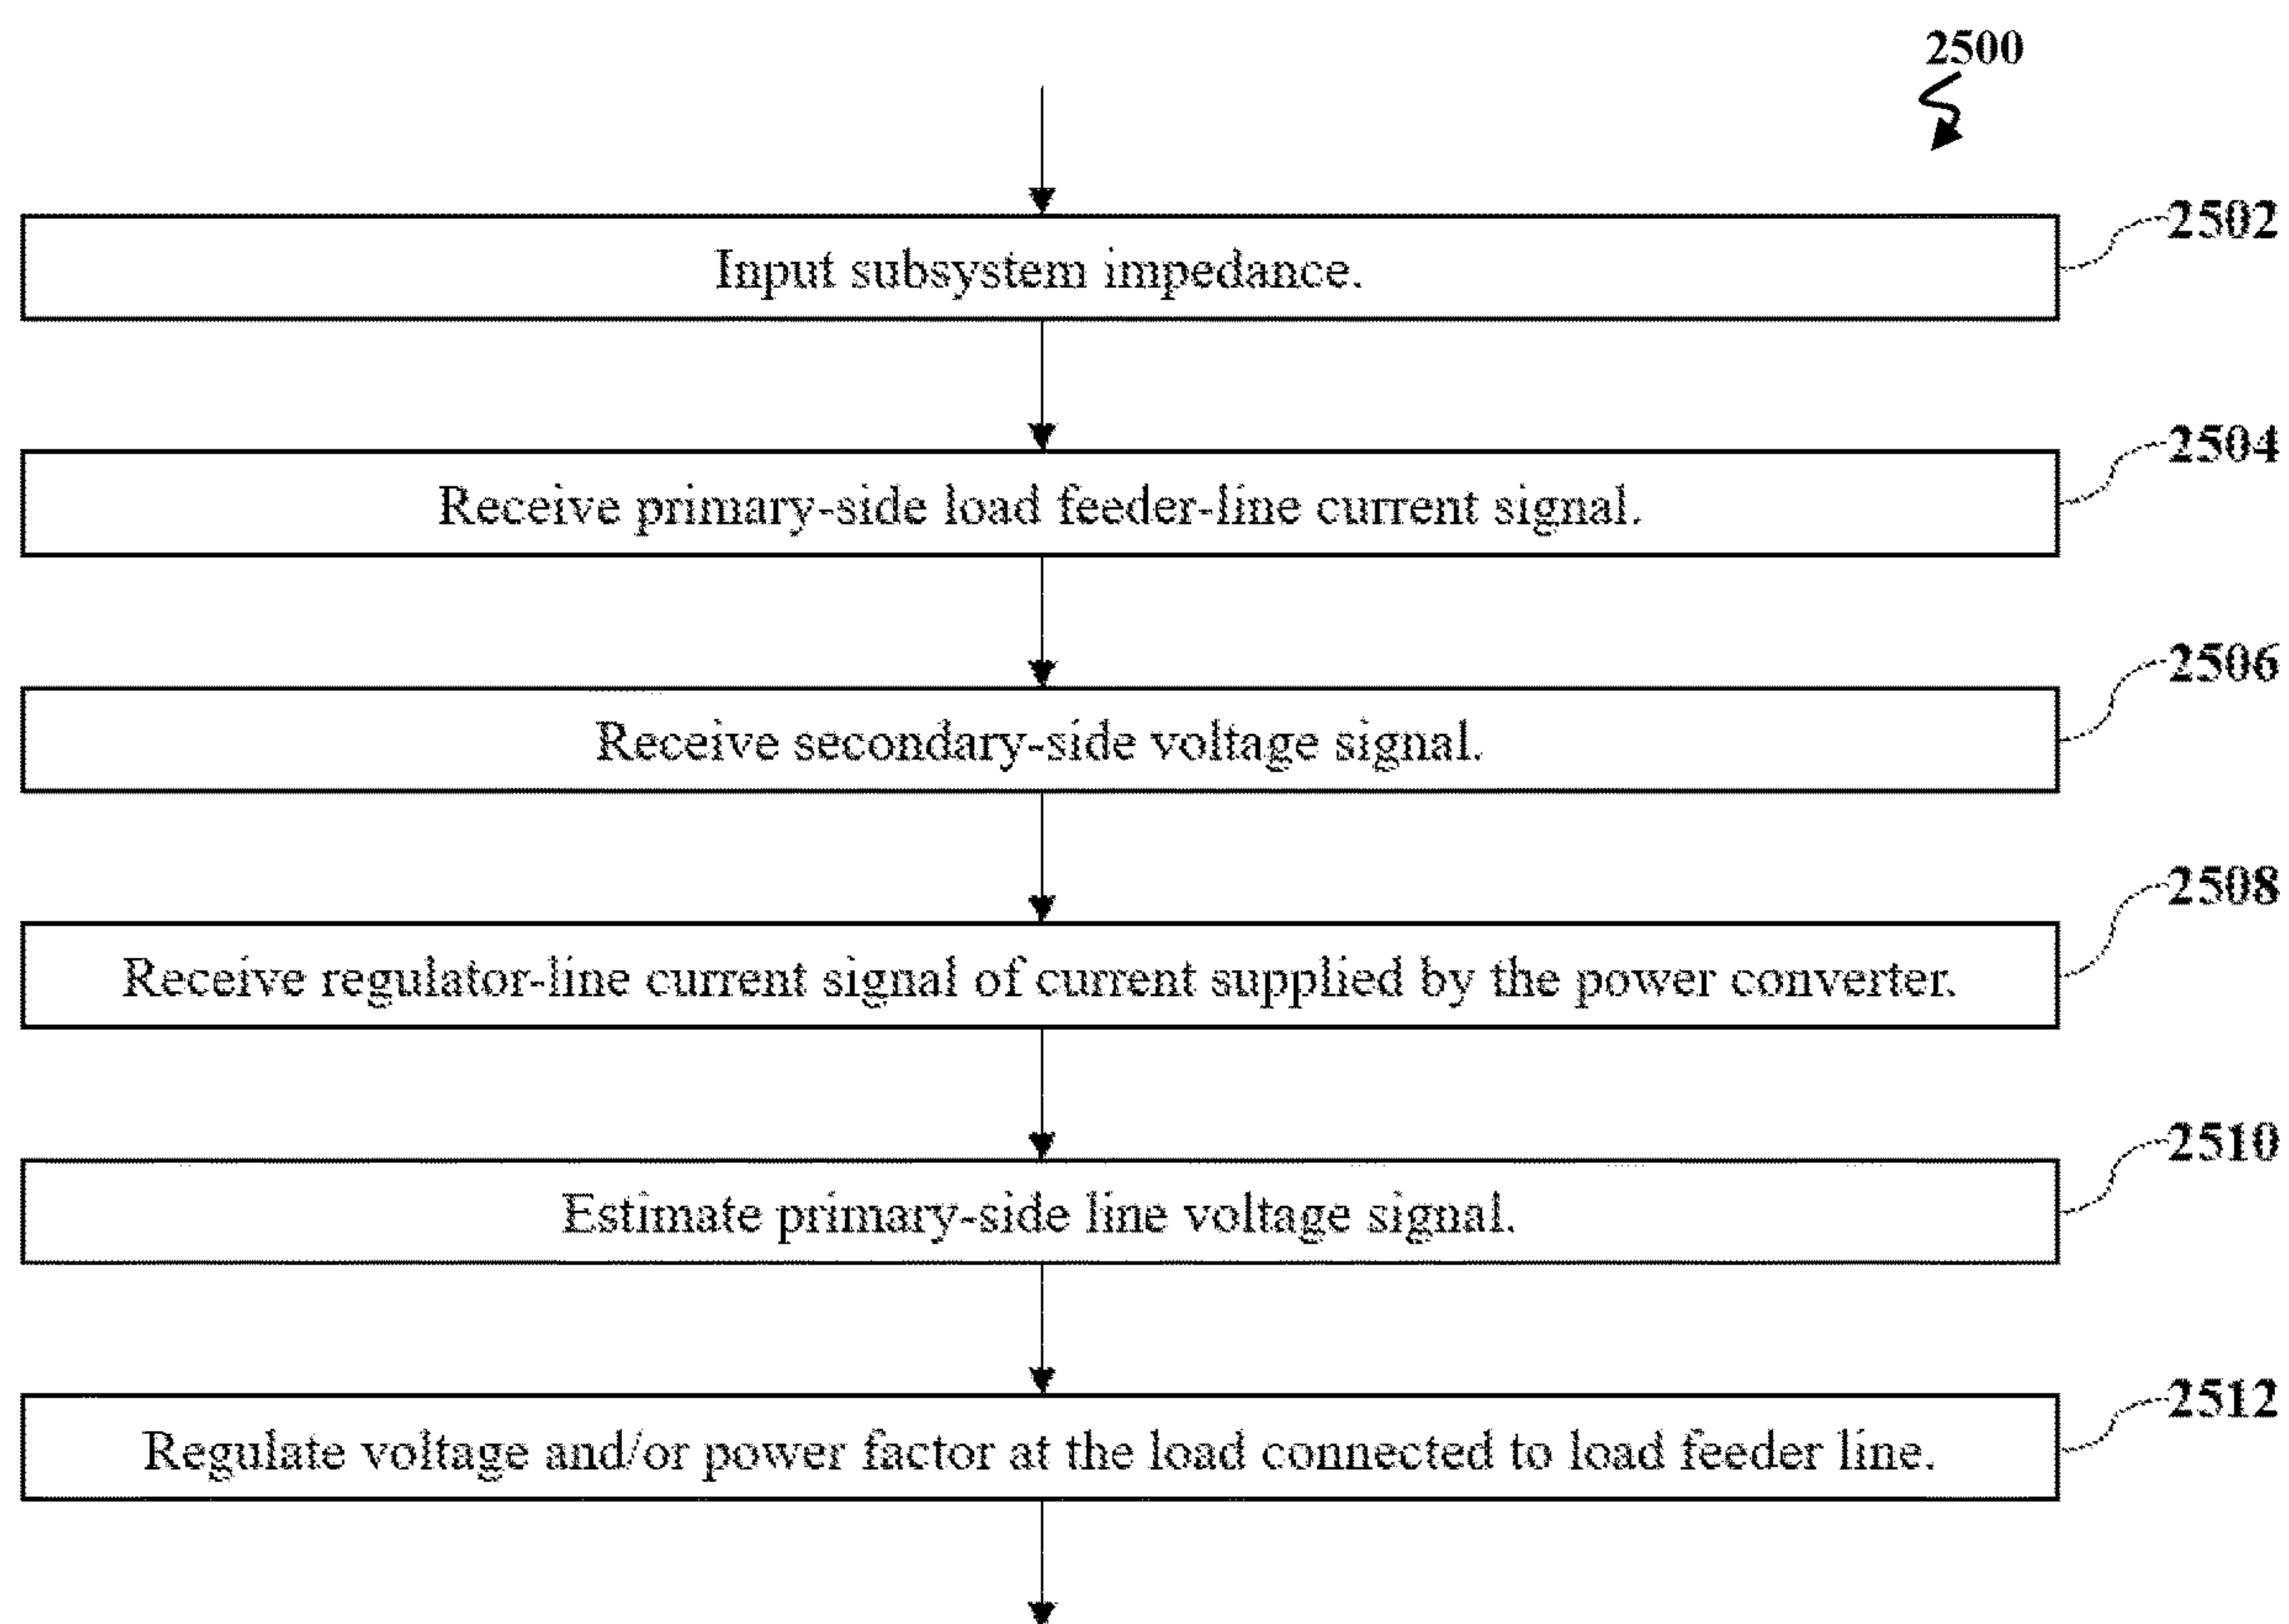 2500
Input subsystem impedance.
2502
Receive primary-side load feeder-line current signal.
2504
Receive secondary-side voltage signal.
2506
Receive regulator-line current signal of current supplied by the power converter.
2508
Estimate primary-side line voltage signal.
2510
Regulate voltage and/or power factor at the load connected to load feeder line.
2512